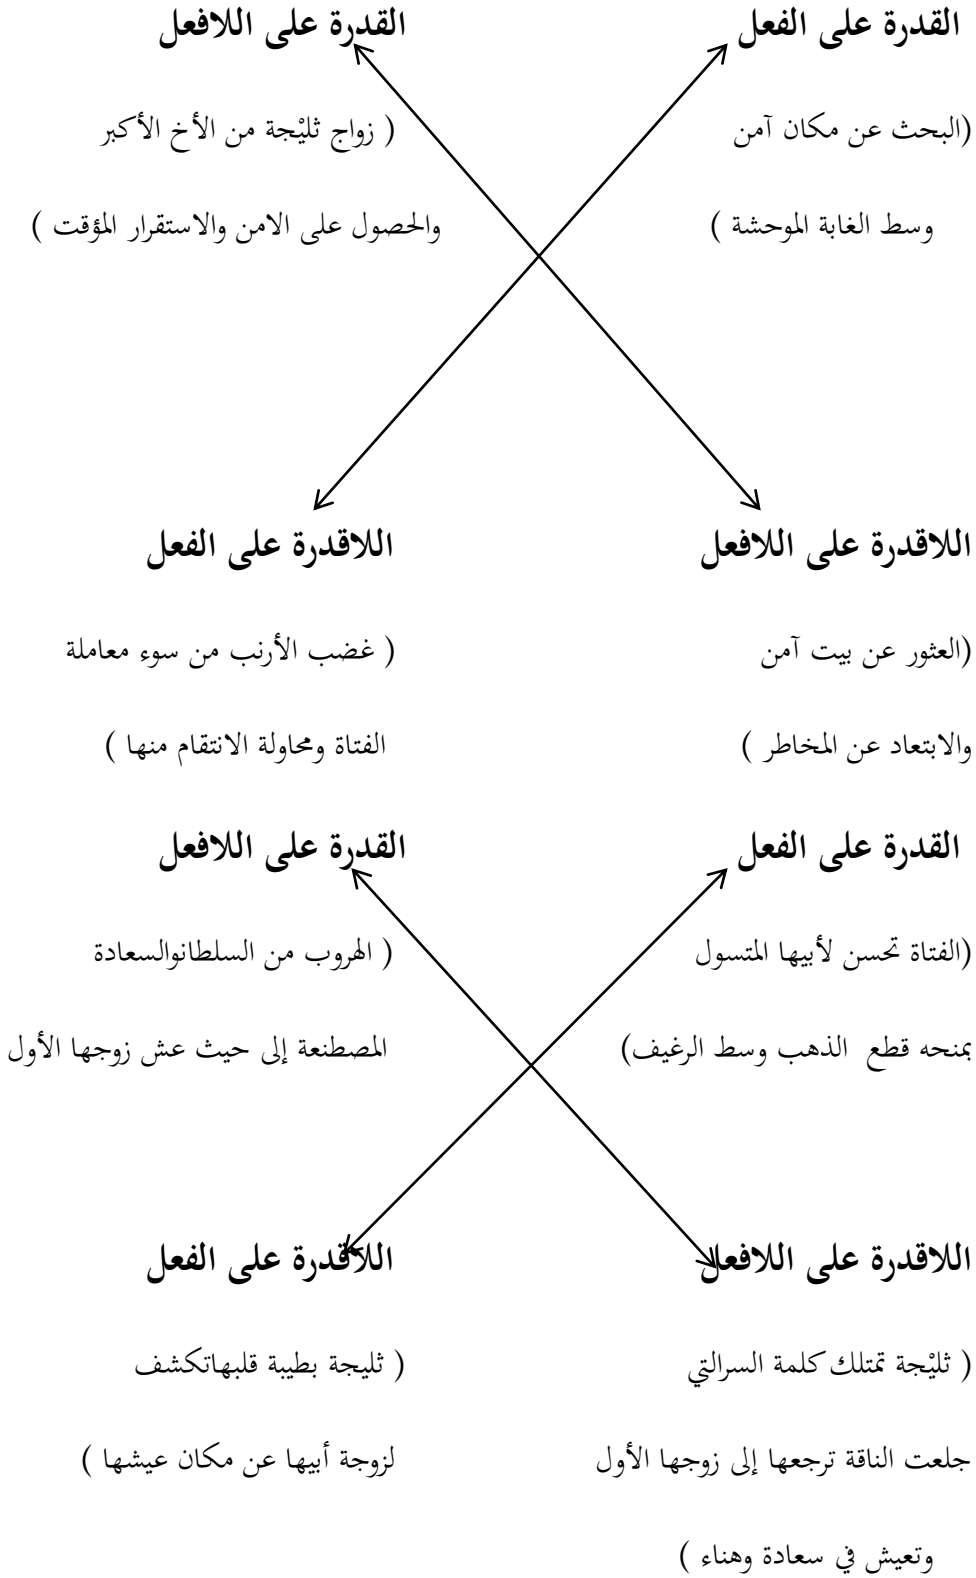 القدرة على الفعل القدرة على اللافعل
(البحث عن مكان آمن ( زواج ثليْجة من الأخ الأكبر
وسط الغابة الموحشة ) والحصول على الامن والاستقرار المؤقت )
اللاقدرة على اللافعل اللاقدرة على الفعل
(العثور عن بيت آمن ( غضب الأرنب من سوء معاملة
والابتعاد عن المخاطر ) الفتاة ومحاولة الانتقام منها )
القدرة على الفعل القدرة على اللافعل
(الفتاة تحسن لأبيها المتسول ( الهروب من السلطانوالسعادة
بمنحه قطع الذهب وسط الرغيف) المصطنعة إلى حيث عش زوجها الأول
اللاقدرة على اللافعل اللاقدرة على الفعل
( ثليْجة تمتلك كلمة السرالتي ( ثليجة بطيبة قلبهاتكشف
جلعت الناقة ترجعها إلى زوجها الأول لزوجة أبيها عن مكان عيشها )
وتعيش في سعادة وهناء )